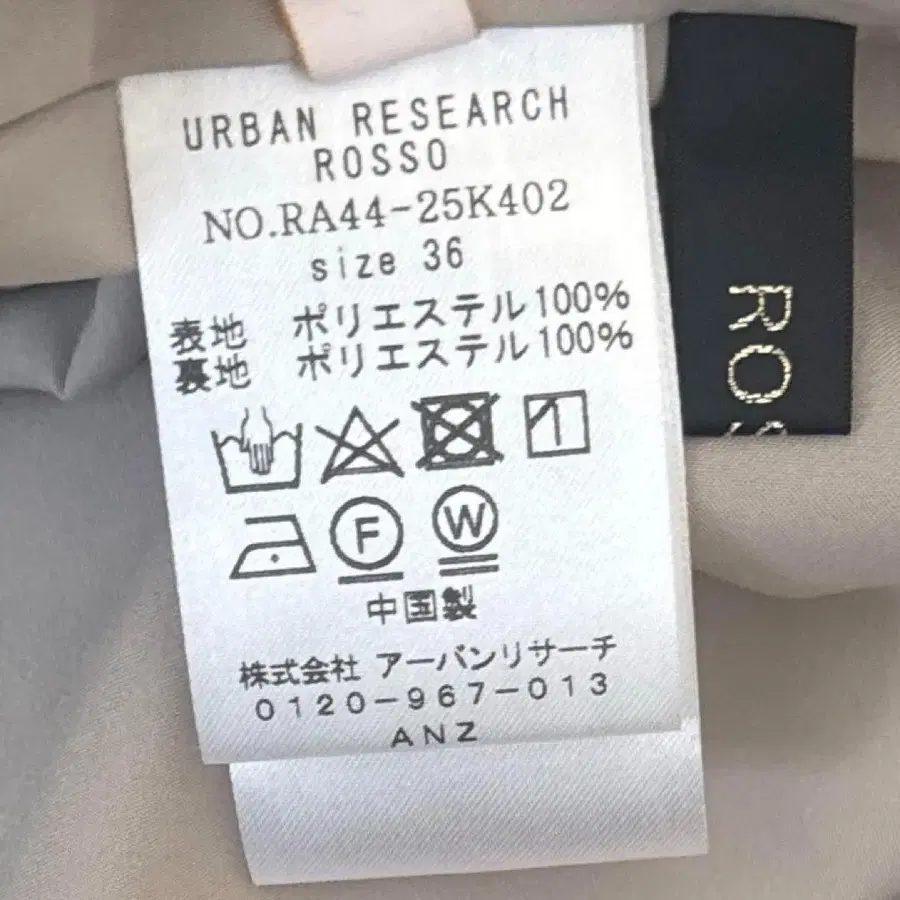 URBAN RESEARCH
ROSSO
NO.RA44-25K402
size 36
表地 ポリエステル100%
裏地 ポリエステル100%
F W
中国製
株式会社 アーバンリサーチ
0120-967-013
ANZ
ROS